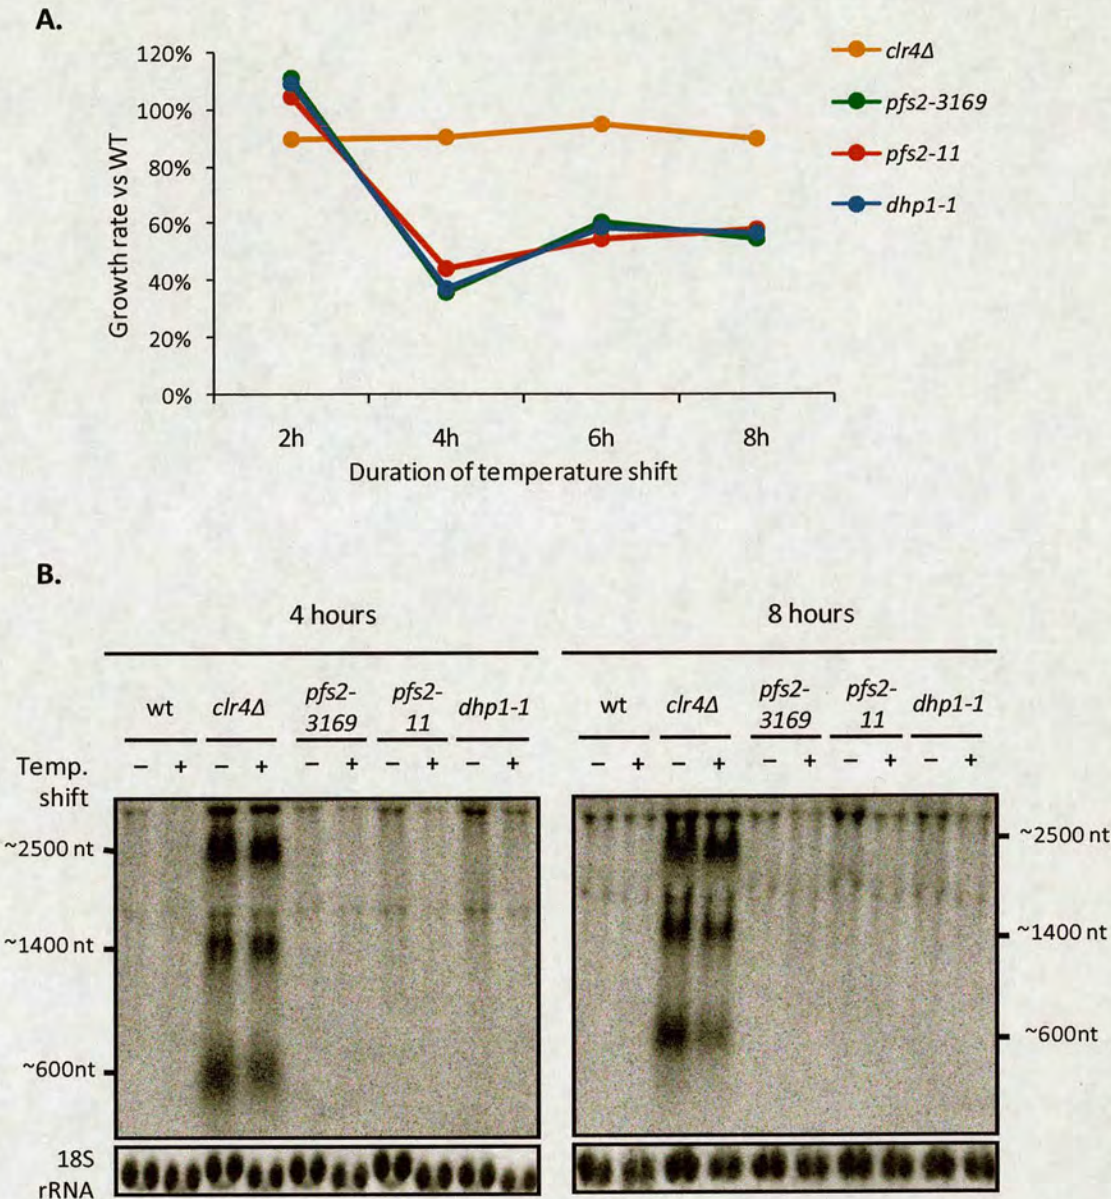 A.
120%
100%
80%
60%
40%
20%
0%
Growth rate vs WT
2h 4h 6h 8h
Duration of temperature shift
clr4Δ
pfs2-3169
pfs2-11
dhp1-1
B.
4 hours
8 hours
wt clr4Δ pfs2-3169 pfs2-11 dhp1-1
wt clr4Δ pfs2-3169 pfs2-11 dhp1-1
Temp. shift
– + – + – + – + – +
– + – + – + – + – +
~2500 nt
~1400 nt
~600nt
~2500 nt
~1400 nt
~600nt
18S
rRNA